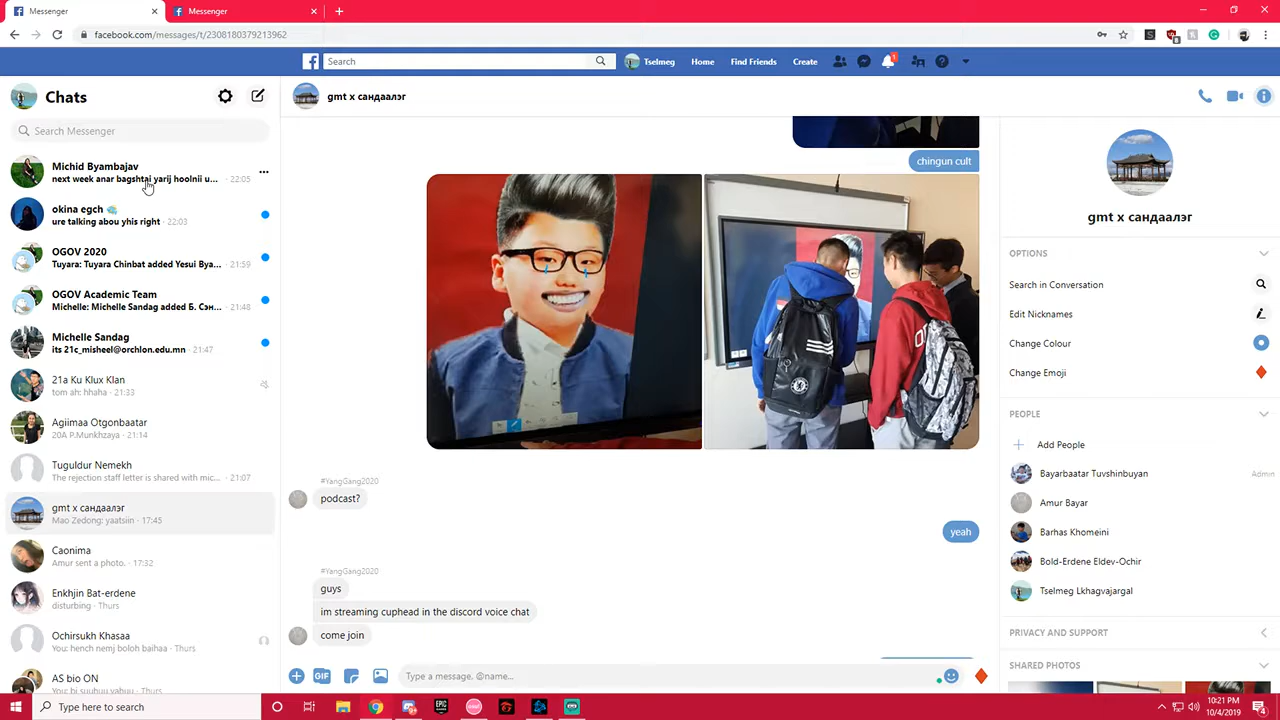 Messenger
Messenger
facebook.com/messages/t/2308180379213962
Search
Tselmeg
Home
Find Friends
Create
Chats
gmt x сандаалэг
Search Messenger
Michid Byambajav
next week anar bagshtai yarij hoolnii u... · 22:05
okina egch
ure talking abou yhis right · 22:03
OGOV 2020
Tuyara: Tuyara Chinbat added Yesui Bya... · 21:59
OGOV Academic Team
Michelle: Michelle Sandag added Б. Сэн... · 21:48
Michelle Sandag
its 21c_misheel@orchlon.edu.mn · 21:47
21a Ku Klux Klan
tom ah: hhaha · 21:33
Agiimaa Otgonbaatar
20A P.Munkhzaya · 21:14
Tuguldur Nemekh
The rejection staff letter is shared with mic... · 21:07
gmt x сандаалэг
Mao Zedong: yaatsiin · 17:45
Caonima
Amur sent a photo. · 17:32
Enkhjin Bat-erdene
disturbing · Thurs
Ochirsukh Khasaa
You: hench nemj boloh baihaa · Thurs
AS bio ON
You: bi suubuu yahuu · Thurs
chingun cult
#YangGang2020
podcast?
yeah
#YangGang2020
guys
im streaming cuphead in the discord voice chat
come join
GIF
Type a message, @name...
gmt x сандаалэг
OPTIONS
Search in Conversation
Edit Nicknames
Change Colour
Change Emoji
PEOPLE
Add People
Bayarbaatar Tuvshinbuyan
Admin
Amur Bayar
Barhas Khomeini
Bold-Erdene Eldev-Ochir
Tselmeg Lkhagvajargal
PRIVACY AND SUPPORT
SHARED PHOTOS
Type here to search
10:21 PM
10/4/2019